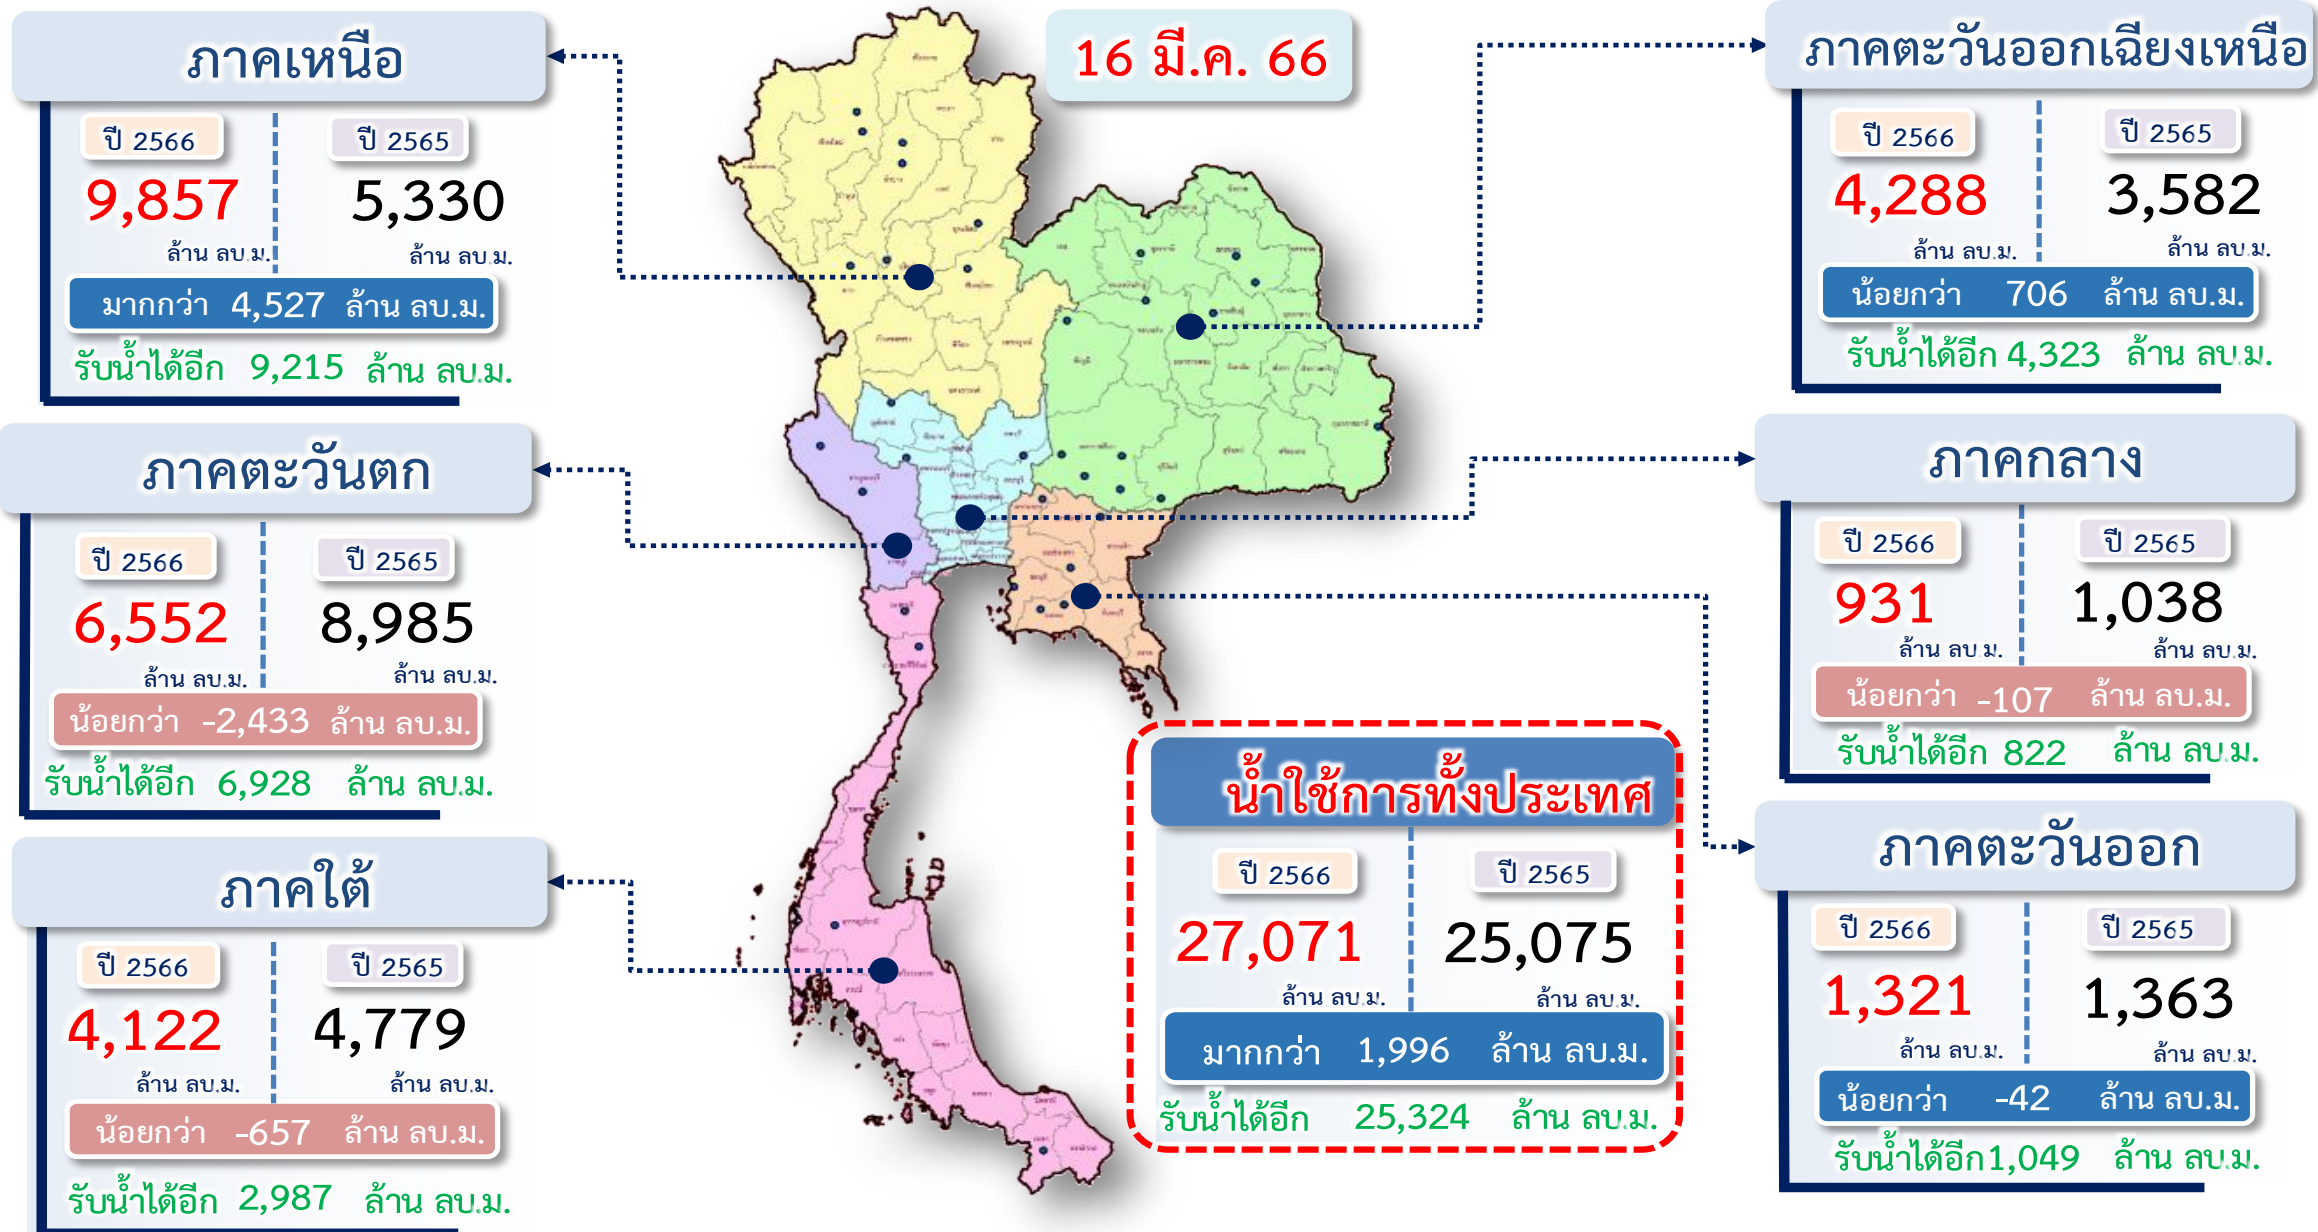 16 มี.ค. 66
ภาคเหนือ
ปี 2566
ปี 2565
9,857
5,330
ล้าน ลบ.ม.
ล้าน ลบ.ม.
มากกว่า 4,527 ล้าน ลบ.ม.
รับน้ำได้อีก 9,215 ล้าน ลบ.ม.
ภาคตะวันตก
ปี 2566
ปี 2565
6,552
8,985
ล้าน ลบ.ม.
ล้าน ลบ.ม.
น้อยกว่า -2,433 ล้าน ลบ.ม.
รับน้ำได้อีก 6,928 ล้าน ลบ.ม.
ภาคใต้
ปี 2566
ปี 2565
4,122
4,779
ล้าน ลบ.ม.
ล้าน ลบ.ม.
น้อยกว่า -657 ล้าน ลบ.ม.
รับน้ำได้อีก 2,987 ล้าน ลบ.ม.
น้ำใช้การทั้งประเทศ
ปี 2566
ปี 2565
27,071
25,075
ล้าน ลบ.ม.
ล้าน ลบ.ม.
มากกว่า 1,996 ล้าน ลบ.ม.
รับน้ำได้อีก 25,324 ล้าน ลบ.ม.
ภาคตะวันออกเฉียงเหนือ
ปี 2566
ปี 2565
4,288
3,582
ล้าน ลบ.ม.
ล้าน ลบ.ม.
น้อยกว่า 706 ล้าน ลบ.ม.
รับน้ำได้อีก 4,323 ล้าน ลบ.ม.
ภาคกลาง
ปี 2566
ปี 2565
931
1,038
ล้าน ลบ.ม.
ล้าน ลบ.ม.
น้อยกว่า -107 ล้าน ลบ.ม.
รับน้ำได้อีก 822 ล้าน ลบ.ม.
ภาคตะวันออก
ปี 2566
ปี 2565
1,321
1,363
ล้าน ลบ.ม.
ล้าน ลบ.ม.
น้อยกว่า -42 ล้าน ลบ.ม.
รับน้ำได้อีก 1,049 ล้าน ลบ.ม.